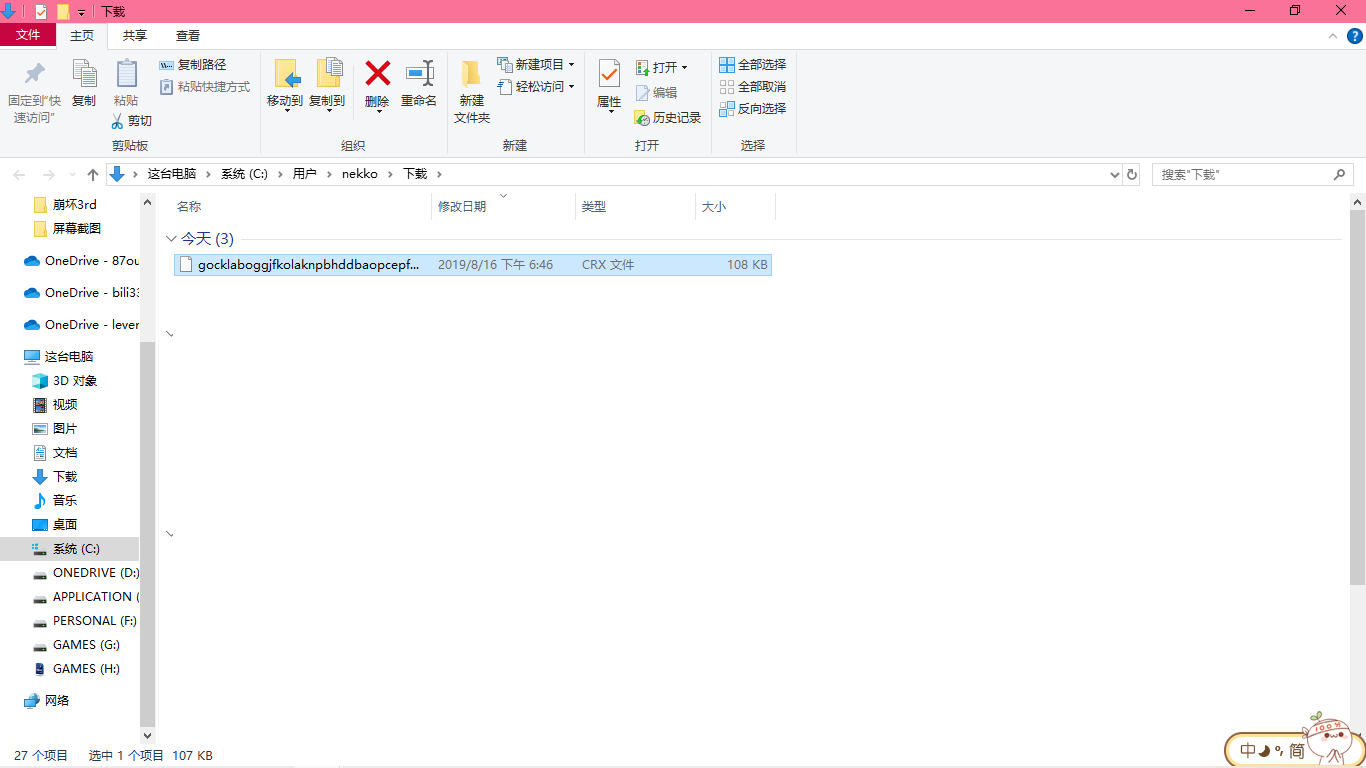 下载
文件 主页 共享 查看
固定到"快速访问"
复制
粘贴
复制路径
粘贴快捷方式
剪切
剪贴板
移动到
复制到
删除
重命名
组织
新建文件夹
新建项目
轻松访问
新建
属性
打开
编辑
历史记录
打开
全部选择
全部取消
反向选择
选择
这台电脑 系统 (C:) 用户 nekko 下载
搜索"下载"
崩坏3rd
屏幕截图
OneDrive - 87ou
OneDrive - bili33
OneDrive - lever
这台电脑
3D 对象
视频
图片
文档
下载
音乐
桌面
系统 (C:)
ONEDRIVE (D:)
APPLICATION (
PERSONAL (F:)
GAMES (G:)
GAMES (H:)
网络
名称 修改日期 类型 大小
今天 (3)
gocklaboggjfkolaknpbhddbaopcepf... 2019/8/16 下午 6:46 CRX 文件 108 KB
27 个项目 选中 1 个项目 107 KB
100%
中 简